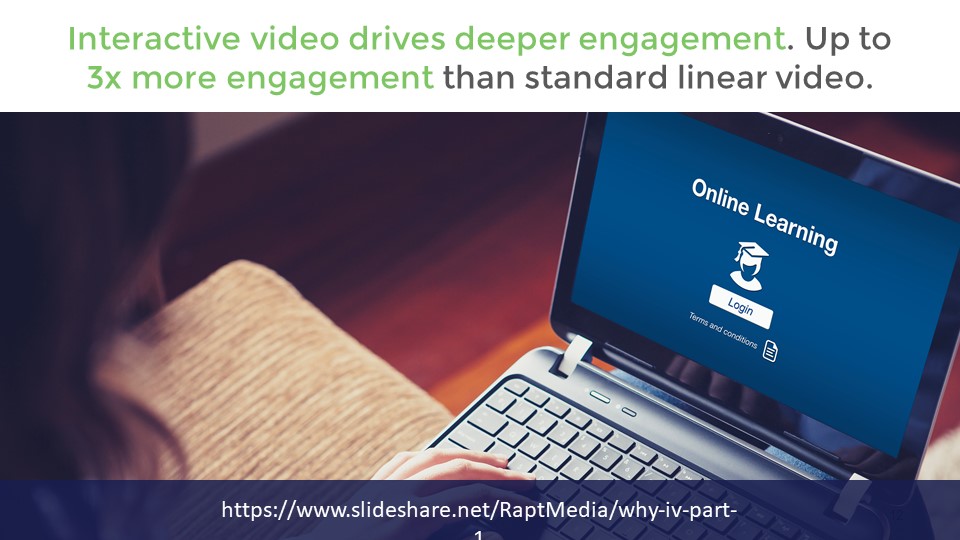 Interactive video drives deeper engagement. Up to
3x more engagement than standard linear video.
Online Learning
Login
Terms and conditions
https://www.slideshare.net/RaptMedia/why-iv-part-
1